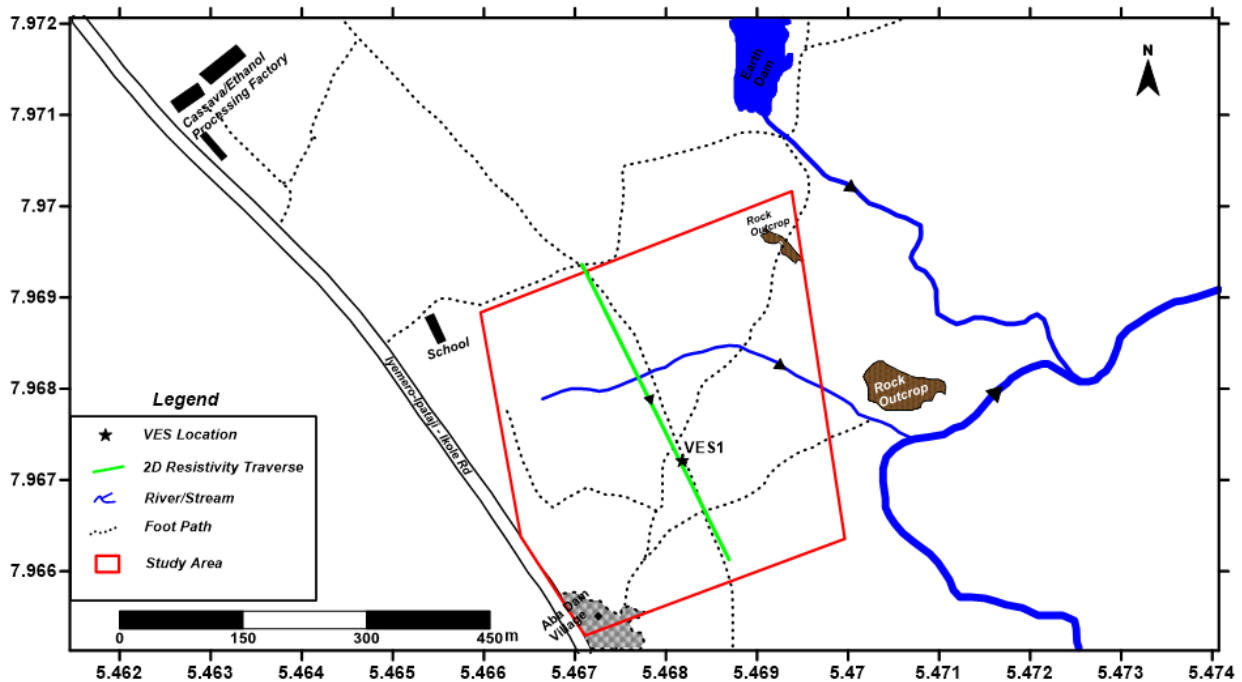 7.972
7.971
7.97
7.969
7.968
7.967
7.966
Cassava/Ethanol
Processing Factory
Earth
Dam
N
Rock
Outcrop
School
Rock
Outcrop
Iyemero-Ipataji - Ikole Rd
VES1
Aba Dam
Village
Legend
VES Location
2D Resistivity Traverse
River/Stream
Foot Path
Study Area
0 150 300 450 m
5.462 5.463 5.464 5.465 5.466 5.467 5.468 5.469 5.47 5.471 5.472 5.473 5.474